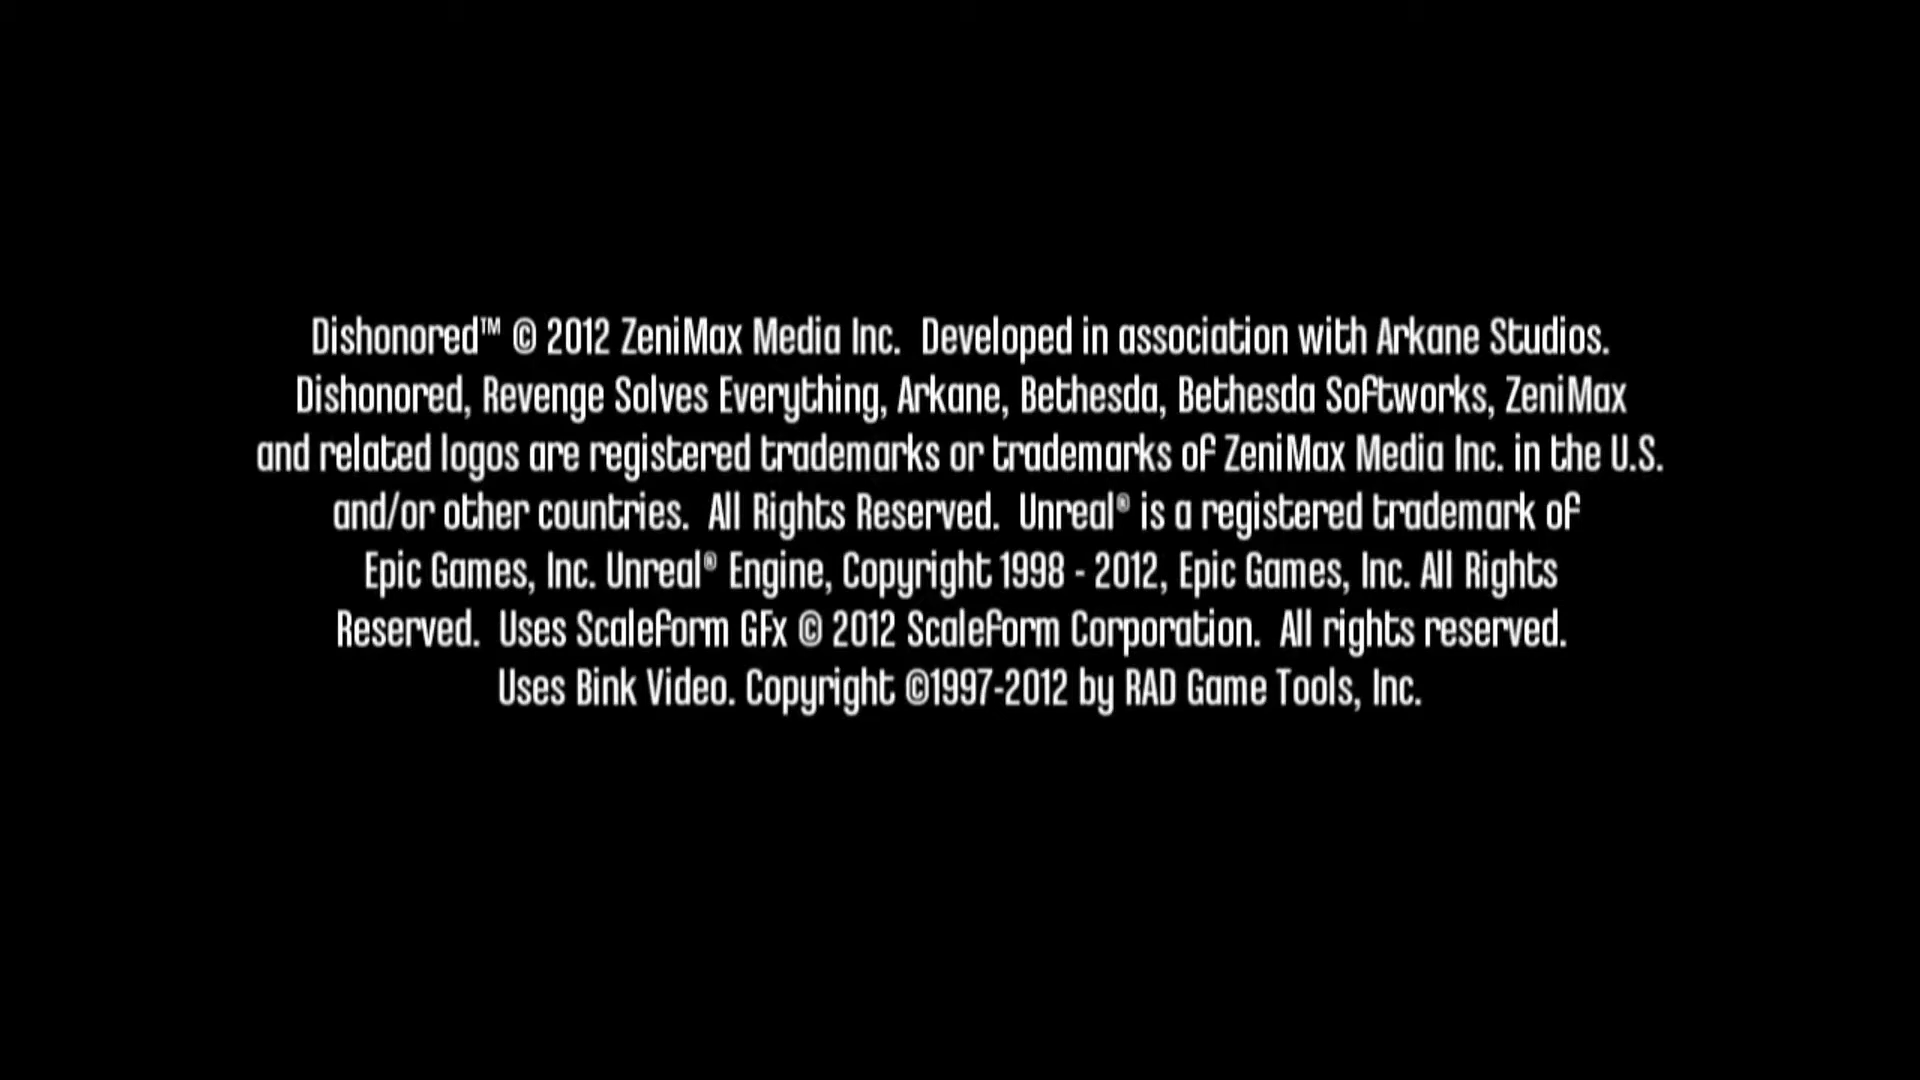 Dishonored™ © 2012 ZeniMax Media Inc.  Developed in association with Arkane Studios.
Dishonored, Revenge Solves Everything, Arkane, Bethesda, Bethesda Softworks, ZeniMax
and related logos are registered trademarks or trademarks of ZeniMax Media Inc. in the U.S.
and/or other countries.  All Rights Reserved.  Unreal® is a registered trademark of
Epic Games, Inc. Unreal® Engine, Copyright 1998 - 2012, Epic Games, Inc. All Rights
Reserved.  Uses Scaleform GFx © 2012 Scaleform Corporation.  All rights reserved.
Uses Bink Video. Copyright ©1997-2012 by RAD Game Tools, Inc.